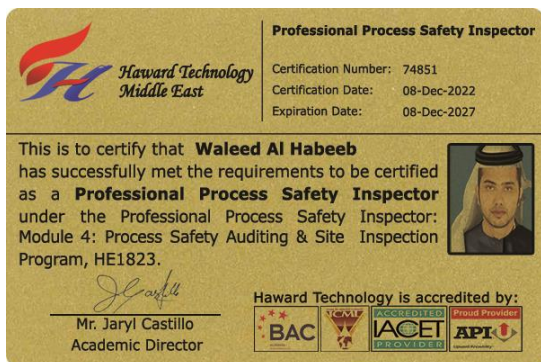 Haward Technology
Middle East
Professional Process Safety Inspector
Certification Number: 74851
Certification Date: 08-Dec-2022
Expiration Date: 08-Dec-2027
This is to certify that Waleed Al Habeeb
has successfully met the requirements to be certified
as a Professional Process Safety Inspector
under the Professional Process Safety Inspector:
Module 4: Process Safety Auditing & Site Inspection
Program, HE1823.
Mr. Jaryl Castillo
Academic Director
Haward Technology is accredited by:
BAC
TCMI
ACCREDITED
IACET
PROVIDER
Proud Provider
API